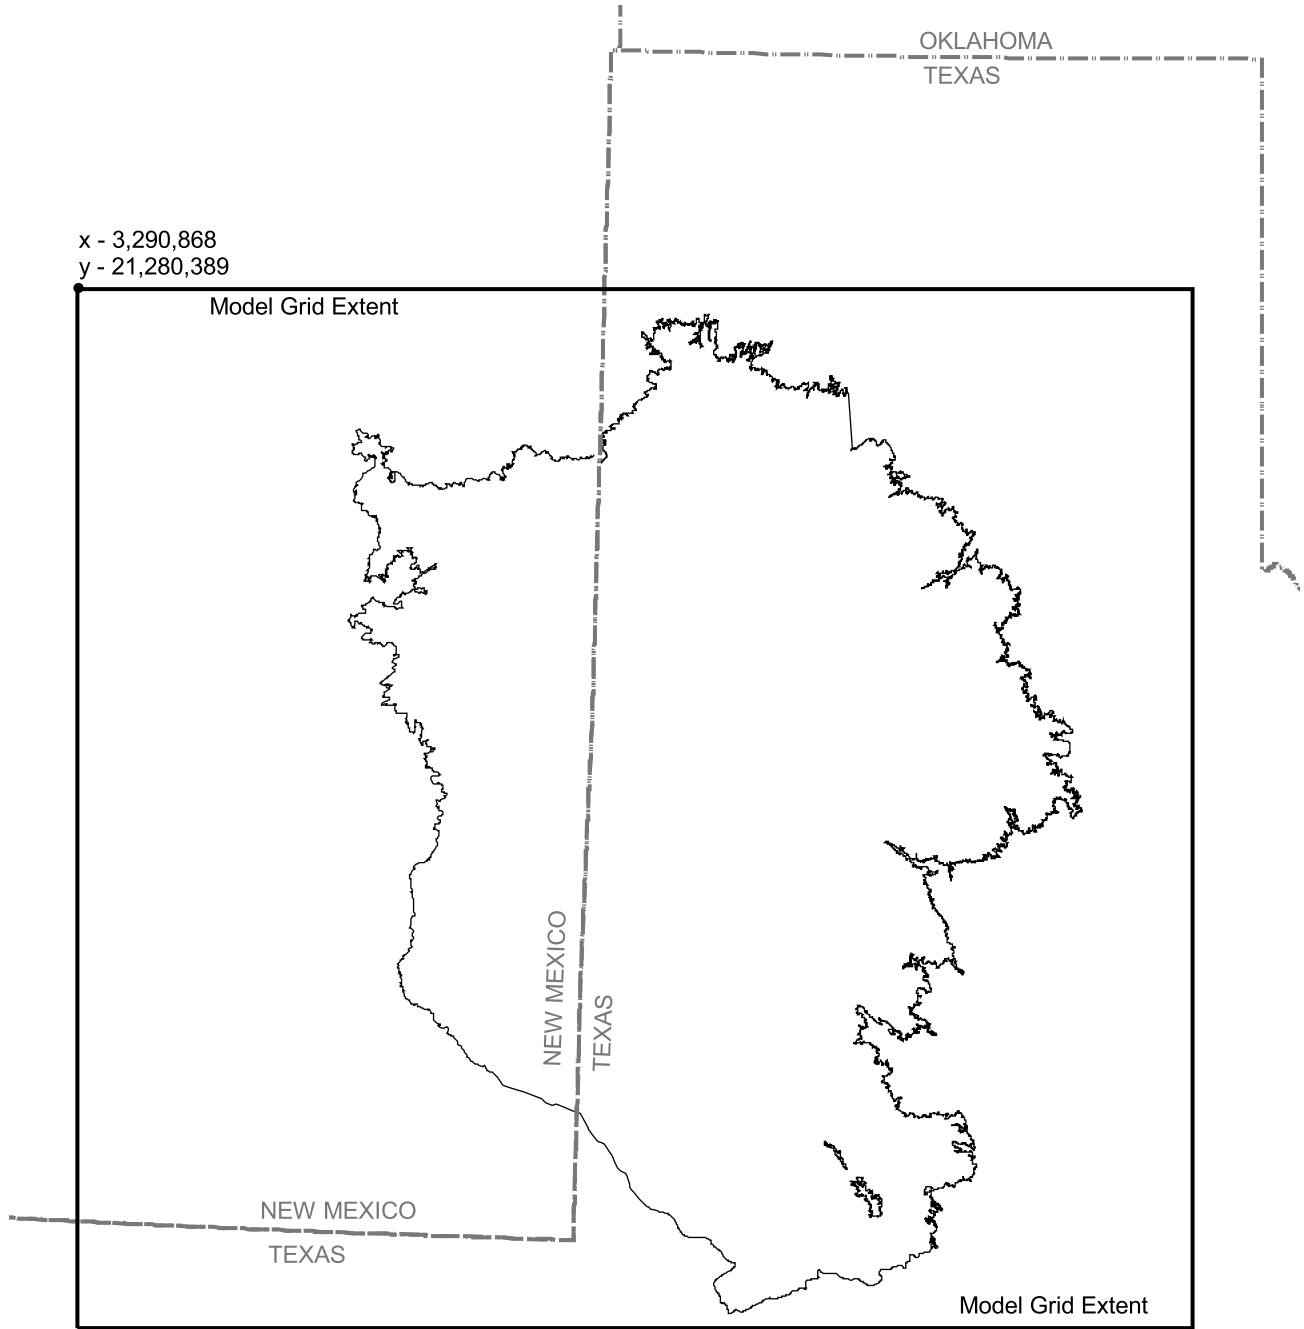 OKLAHOMA
TEXAS
x - 3,290,868
y - 21,280,389
Model Grid Extent
NEW MEXICO
TEXAS
NEW MEXICO
TEXAS
Model Grid Extent